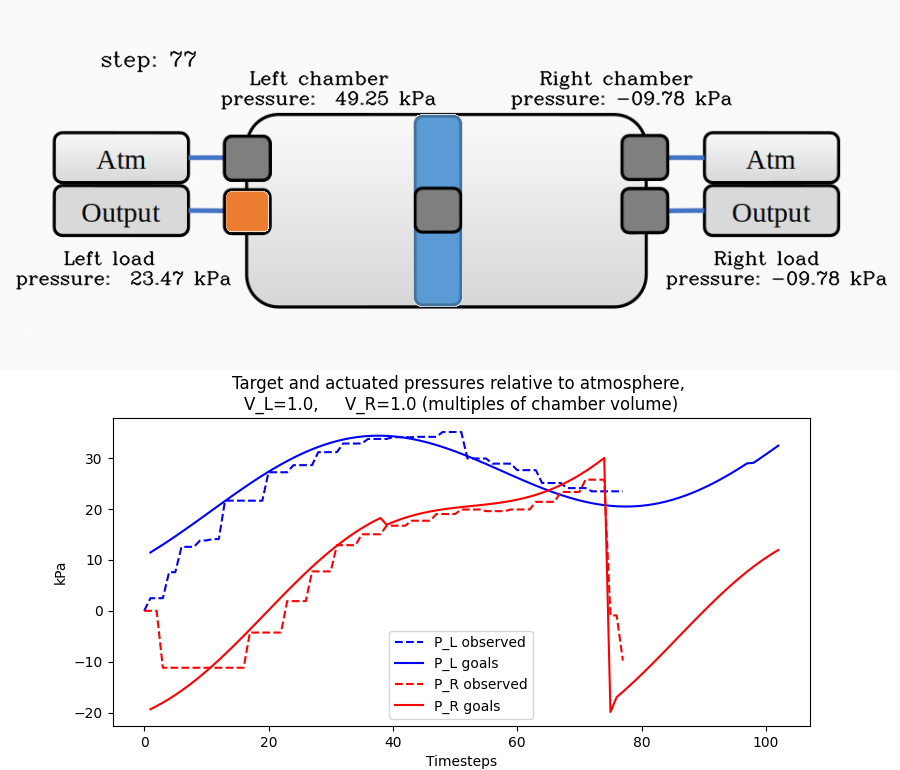 step: 77
Left chamber
pressure:  49.25 kPa
Right chamber
pressure: −09.78 kPa
Atm
Output
Atm
Output
Left load
pressure:  23.47 kPa
Right load
pressure: −09.78 kPa
Target and actuated pressures relative to atmosphere,
V_L=1.0,     V_R=1.0 (multiples of chamber volume)
30
20
10
0
−10
−20
kPa
P_L observed
P_L goals
P_R observed
P_R goals
0 20 40 60 80 100
Timesteps